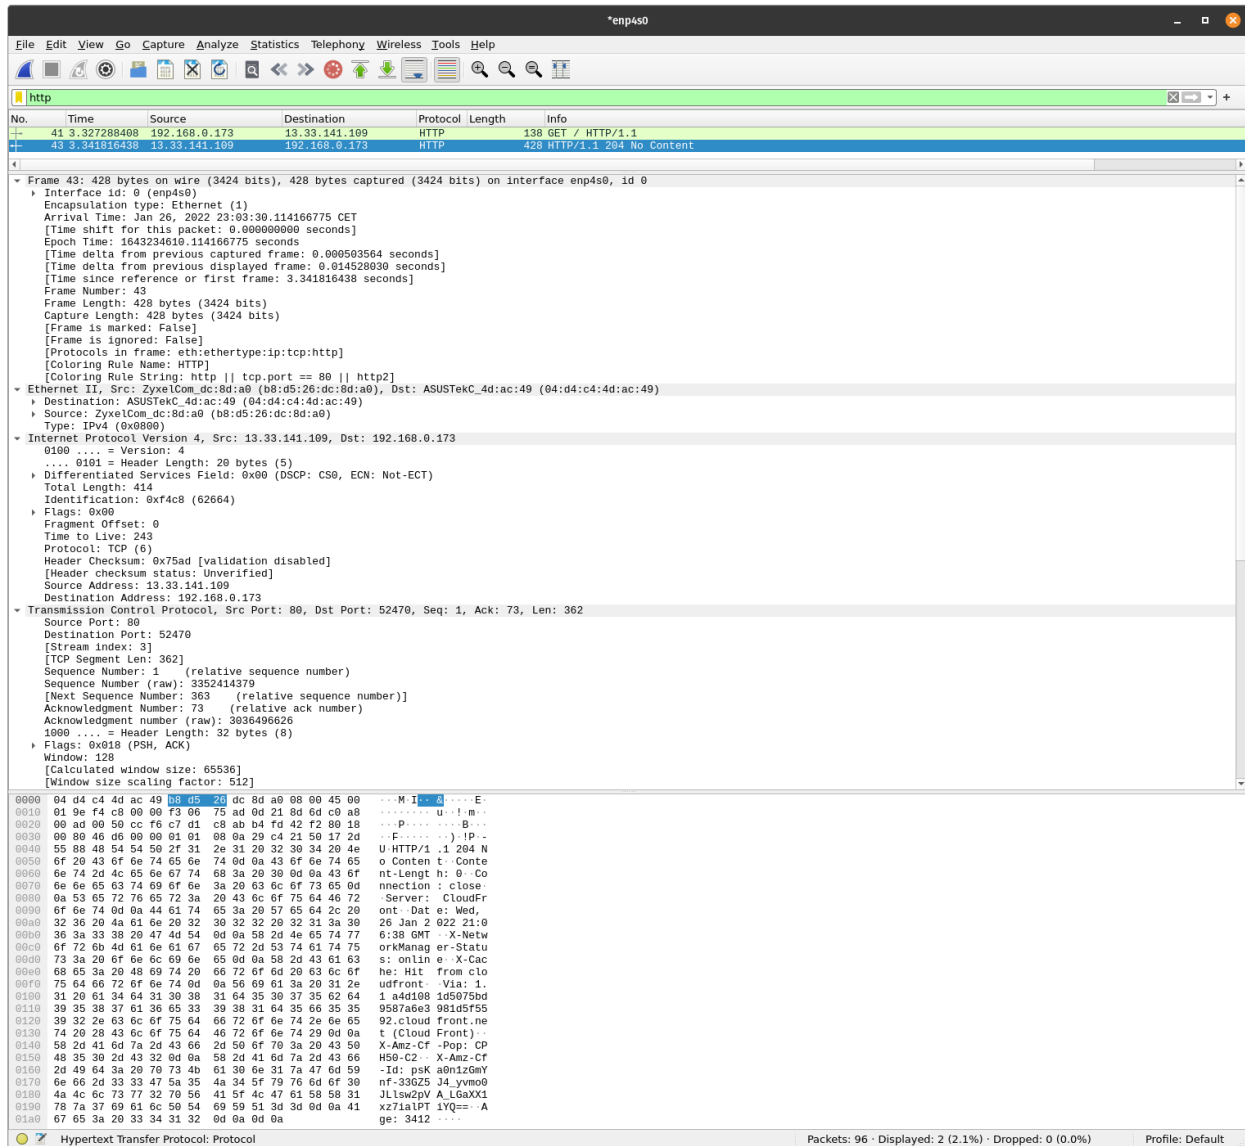 *enp4s0
File Edit View Go Capture Analyze Statistics Telephony Wireless Tools Help
http
No. Time Source Destination Protocol Length Info
41 3.327288408 192.168.0.173 13.33.141.109 HTTP 138 GET / HTTP/1.1
43 3.341816438 13.33.141.109 192.168.0.173 HTTP 428 HTTP/1.1 204 No Content
Frame 43: 428 bytes on wire (3424 bits), 428 bytes captured (3424 bits) on interface enp4s0, id 0
Interface id: 0 (enp4s0)
Encapsulation type: Ethernet (1)
Arrival Time: Jan 26, 2022 23:03:30.114166775 CET
[Time shift for this packet: 0.000000000 seconds]
Epoch Time: 1643234610.114166775 seconds
[Time delta from previous captured frame: 0.000503564 seconds]
[Time delta from previous displayed frame: 0.014528030 seconds]
[Time since reference or first frame: 3.341816438 seconds]
Frame Number: 43
Frame Length: 428 bytes (3424 bits)
Capture Length: 428 bytes (3424 bits)
[Frame is marked: False]
[Frame is ignored: False]
[Protocols in frame: eth:ethertype:ip:tcp:http]
[Coloring Rule Name: HTTP]
[Coloring Rule String: http || tcp.port == 80 || http2]
Ethernet II, Src: ZyxelCom_dc:8d:a0 (b8:d5:26:dc:8d:a0), Dst: ASUSTekC_4d:ac:49 (04:d4:c4:4d:ac:49)
Destination: ASUSTekC_4d:ac:49 (04:d4:c4:4d:ac:49)
Source: ZyxelCom_dc:8d:a0 (b8:d5:26:dc:8d:a0)
Type: IPv4 (0x0800)
Internet Protocol Version 4, Src: 13.33.141.109, Dst: 192.168.0.173
0100 .... = Version: 4
.... 0101 = Header Length: 20 bytes (5)
Differentiated Services Field: 0x00 (DSCP: CS0, ECN: Not-ECT)
Total Length: 414
Identification: 0xf4c8 (62664)
Flags: 0x00
Fragment Offset: 0
Time to Live: 243
Protocol: TCP (6)
Header Checksum: 0x75ad [validation disabled]
[Header checksum status: Unverified]
Source Address: 13.33.141.109
Destination Address: 192.168.0.173
Transmission Control Protocol, Src Port: 80, Dst Port: 52470, Seq: 1, Ack: 73, Len: 362
Source Port: 80
Destination Port: 52470
[Stream index: 3]
[TCP Segment Len: 362]
Sequence Number: 1 (relative sequence number)
Sequence Number (raw): 3352414379
[Next Sequence Number: 363 (relative sequence number)]
Acknowledgment Number: 73 (relative ack number)
Acknowledgment number (raw): 3036496626
1000 .... = Header Length: 32 bytes (8)
Flags: 0x018 (PSH, ACK)
Window: 128
[Calculated window size: 65536]
[Window size scaling factor: 512]
0000 04 d4 c4 4d ac 49 b8 d5 26 dc 8d a0 08 00 45 00 ···M·I·· &·····E·
0010 01 9e f4 c8 00 00 f3 06 75 ad 0d 21 8d 6d c0 a8 ········ u··!·m··
0020 00 ad 00 50 cc f6 c7 d1 c8 ab b4 fd 42 f2 80 18 ···P···· ····B···
0030 00 80 46 d6 00 00 01 01 08 0a 29 c4 21 50 17 2d ··F····· ··)·!P·-
0040 55 88 48 54 54 50 2f 31 2e 31 20 32 30 34 20 4e U·HTTP/1 .1 204 N
0050 6f 20 43 6f 6e 74 65 6e 74 0d 0a 43 6f 6e 74 65 o Conten t··Conte
0060 6e 74 2d 4c 65 6e 67 74 68 3a 20 30 0d 0a 43 6f nt-Lengt h: 0··Co
0070 6e 6e 65 63 74 69 6f 6e 3a 20 63 6c 6f 73 65 0d nnection : close·
0080 0a 53 65 72 76 65 72 3a 20 43 6c 6f 75 64 46 72 ·Server: CloudFr
0090 6f 6e 74 0d 0a 44 61 74 65 3a 20 57 65 64 2c 20 ont··Dat e: Wed,
00a0 32 36 20 4a 61 6e 20 32 30 32 32 20 32 31 3a 30 26 Jan 2 022 21:0
00b0 36 3a 33 38 20 47 4d 54 0d 0a 58 2d 4e 65 74 77 6:38 GMT ··X-Netw
00c0 6f 72 6b 4d 61 6e 61 67 65 72 2d 53 74 61 74 75 orkManag er-Statu
00d0 73 3a 20 6f 6e 6c 69 6e 65 0d 0a 58 2d 43 61 63 s: onlin e··X-Cac
00e0 68 65 3a 20 48 69 74 20 66 72 6f 6d 20 63 6c 6f he: Hit from clo
00f0 75 64 66 72 6f 6e 74 0d 0a 56 69 61 3a 20 31 2e udfront· ·Via: 1.
0100 31 20 61 34 64 31 30 38 31 64 35 30 37 35 62 64 1 a4d108 1d5075bd
0110 39 35 38 37 61 36 65 33 39 38 31 64 35 66 35 35 9587a6e3 981d5f55
0120 39 32 2e 63 6c 6f 75 64 66 72 6f 6e 74 2e 6e 65 92.cloud front.ne
0130 74 20 28 43 6c 6f 75 64 46 72 6f 6e 74 29 0d 0a t (Cloud Front)··
0140 58 2d 41 6d 7a 2d 43 66 2d 50 6f 70 3a 20 43 50 X-Amz-Cf -Pop: CP
0150 48 35 30 2d 43 32 0d 0a 58 2d 41 6d 7a 2d 43 66 H50-C2·· X-Amz-Cf
0160 2d 49 64 3a 20 70 73 4b 61 30 6e 31 7a 47 6d 59 -Id: psK a0n1zGmY
0170 6e 66 2d 33 33 47 5a 35 4a 34 5f 79 76 6d 6f 30 nf-33GZ5 J4_yvmo0
0180 4a 4c 6c 73 77 32 70 56 41 5f 4c 47 61 58 58 31 JLlsw2pV A_LGaXX1
0190 78 7a 37 69 61 6c 50 54 69 59 51 3d 3d 0d 0a 41 xz7ialPT iYQ==··A
01a0 67 65 3a 20 33 34 31 32 0d 0a 0d 0a ge: 3412 ····
Hypertext Transfer Protocol: Protocol Packets: 96 · Displayed: 2 (2.1%) · Dropped: 0 (0.0%) Profile: Default